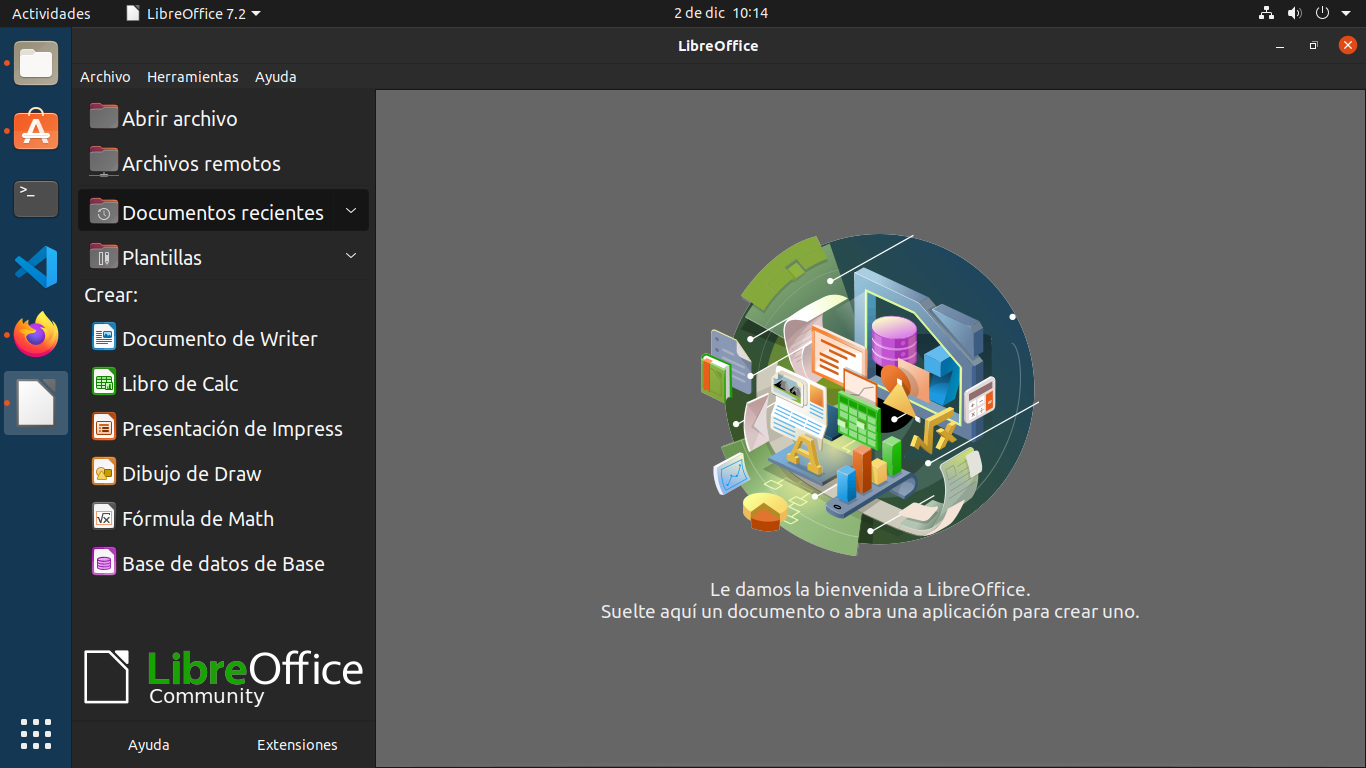 Actividades
LibreOffice 7.2
2 de dic 10:14
LibreOffice
Archivo Herramientas Ayuda
Abrir archivo
Archivos remotos
Documentos recientes
Plantillas
Crear:
Documento de Writer
Libro de Calc
Presentación de Impress
Dibujo de Draw
Fórmula de Math
Base de datos de Base
LibreOffice
Community
Ayuda Extensiones
Le damos la bienvenida a LibreOffice.
Suelte aquí un documento o abra una aplicación para crear uno.